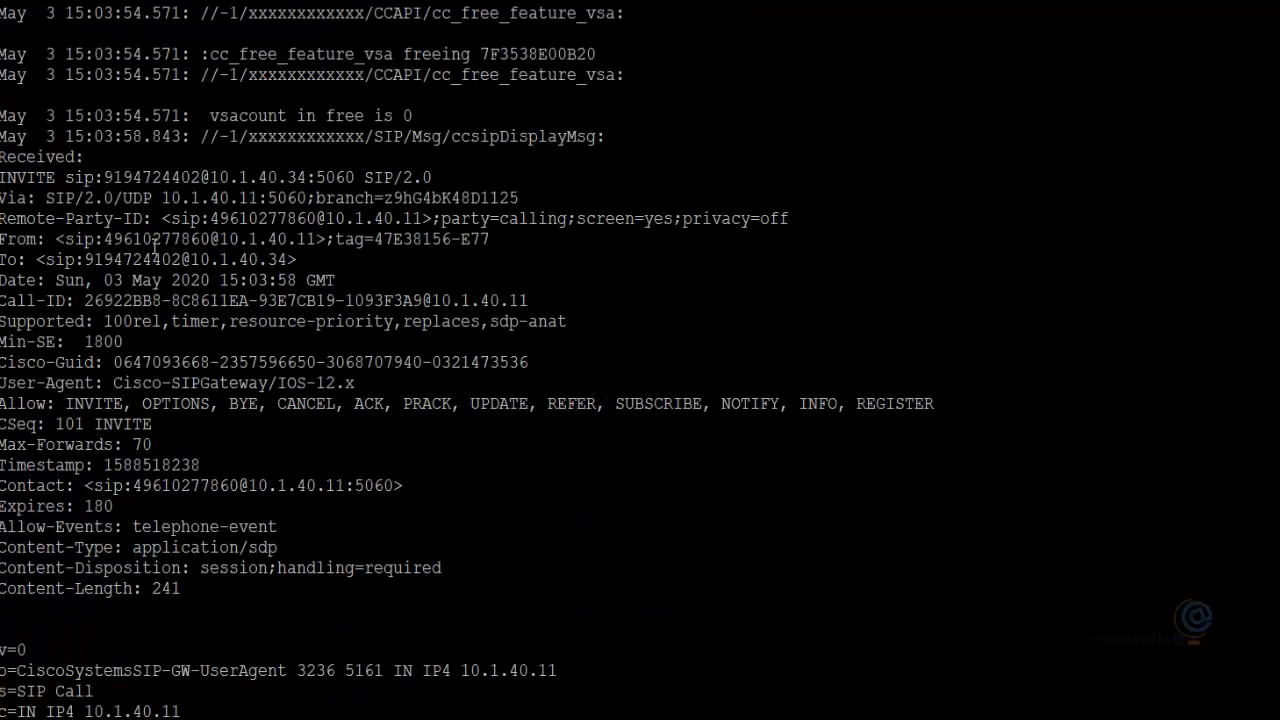 May  3 15:03:54.571: //-1/xxxxxxxxxxxx/CCAPI/cc_free_feature_vsa:
May  3 15:03:54.571: :cc_free_feature_vsa freeing 7F3538E00B20
May  3 15:03:54.571: //-1/xxxxxxxxxxxx/CCAPI/cc_free_feature_vsa:
May  3 15:03:54.571:  vsacount in free is 0
May  3 15:03:58.843: //-1/xxxxxxxxxxxx/SIP/Msg/ccsipDisplayMsg:
Received:
INVITE sip:9194724402@10.1.40.34:5060 SIP/2.0
Via: SIP/2.0/UDP 10.1.40.11:5060;branch=z9hG4bK48D1125
Remote-Party-ID: <sip:49610277860@10.1.40.11>;party=calling;screen=yes;privacy=off
From: <sip:49610277860@10.1.40.11>;tag=47E38156-E77
To: <sip:9194724402@10.1.40.34>
Date: Sun, 03 May 2020 15:03:58 GMT
Call-ID: 26922BB8-8C8611EA-93E7CB19-1093F3A9@10.1.40.11
Supported: 100rel,timer,resource-priority,replaces,sdp-anat
Min-SE:  1800
Cisco-Guid: 0647093668-2357596650-3068707940-0321473536
User-Agent: Cisco-SIPGateway/IOS-12.x
Allow: INVITE, OPTIONS, BYE, CANCEL, ACK, PRACK, UPDATE, REFER, SUBSCRIBE, NOTIFY, INFO, REGISTER
CSeq: 101 INVITE
Max-Forwards: 70
Timestamp: 1588518238
Contact: <sip:49610277860@10.1.40.11:5060>
Expires: 180
Allow-Events: telephone-event
Content-Type: application/sdp
Content-Disposition: session;handling=required
Content-Length: 241
v=0
o=CiscoSystemsSIP-GW-UserAgent 3236 5161 IN IP4 10.1.40.11
s=SIP Call
c=IN IP4 10.1.40.11